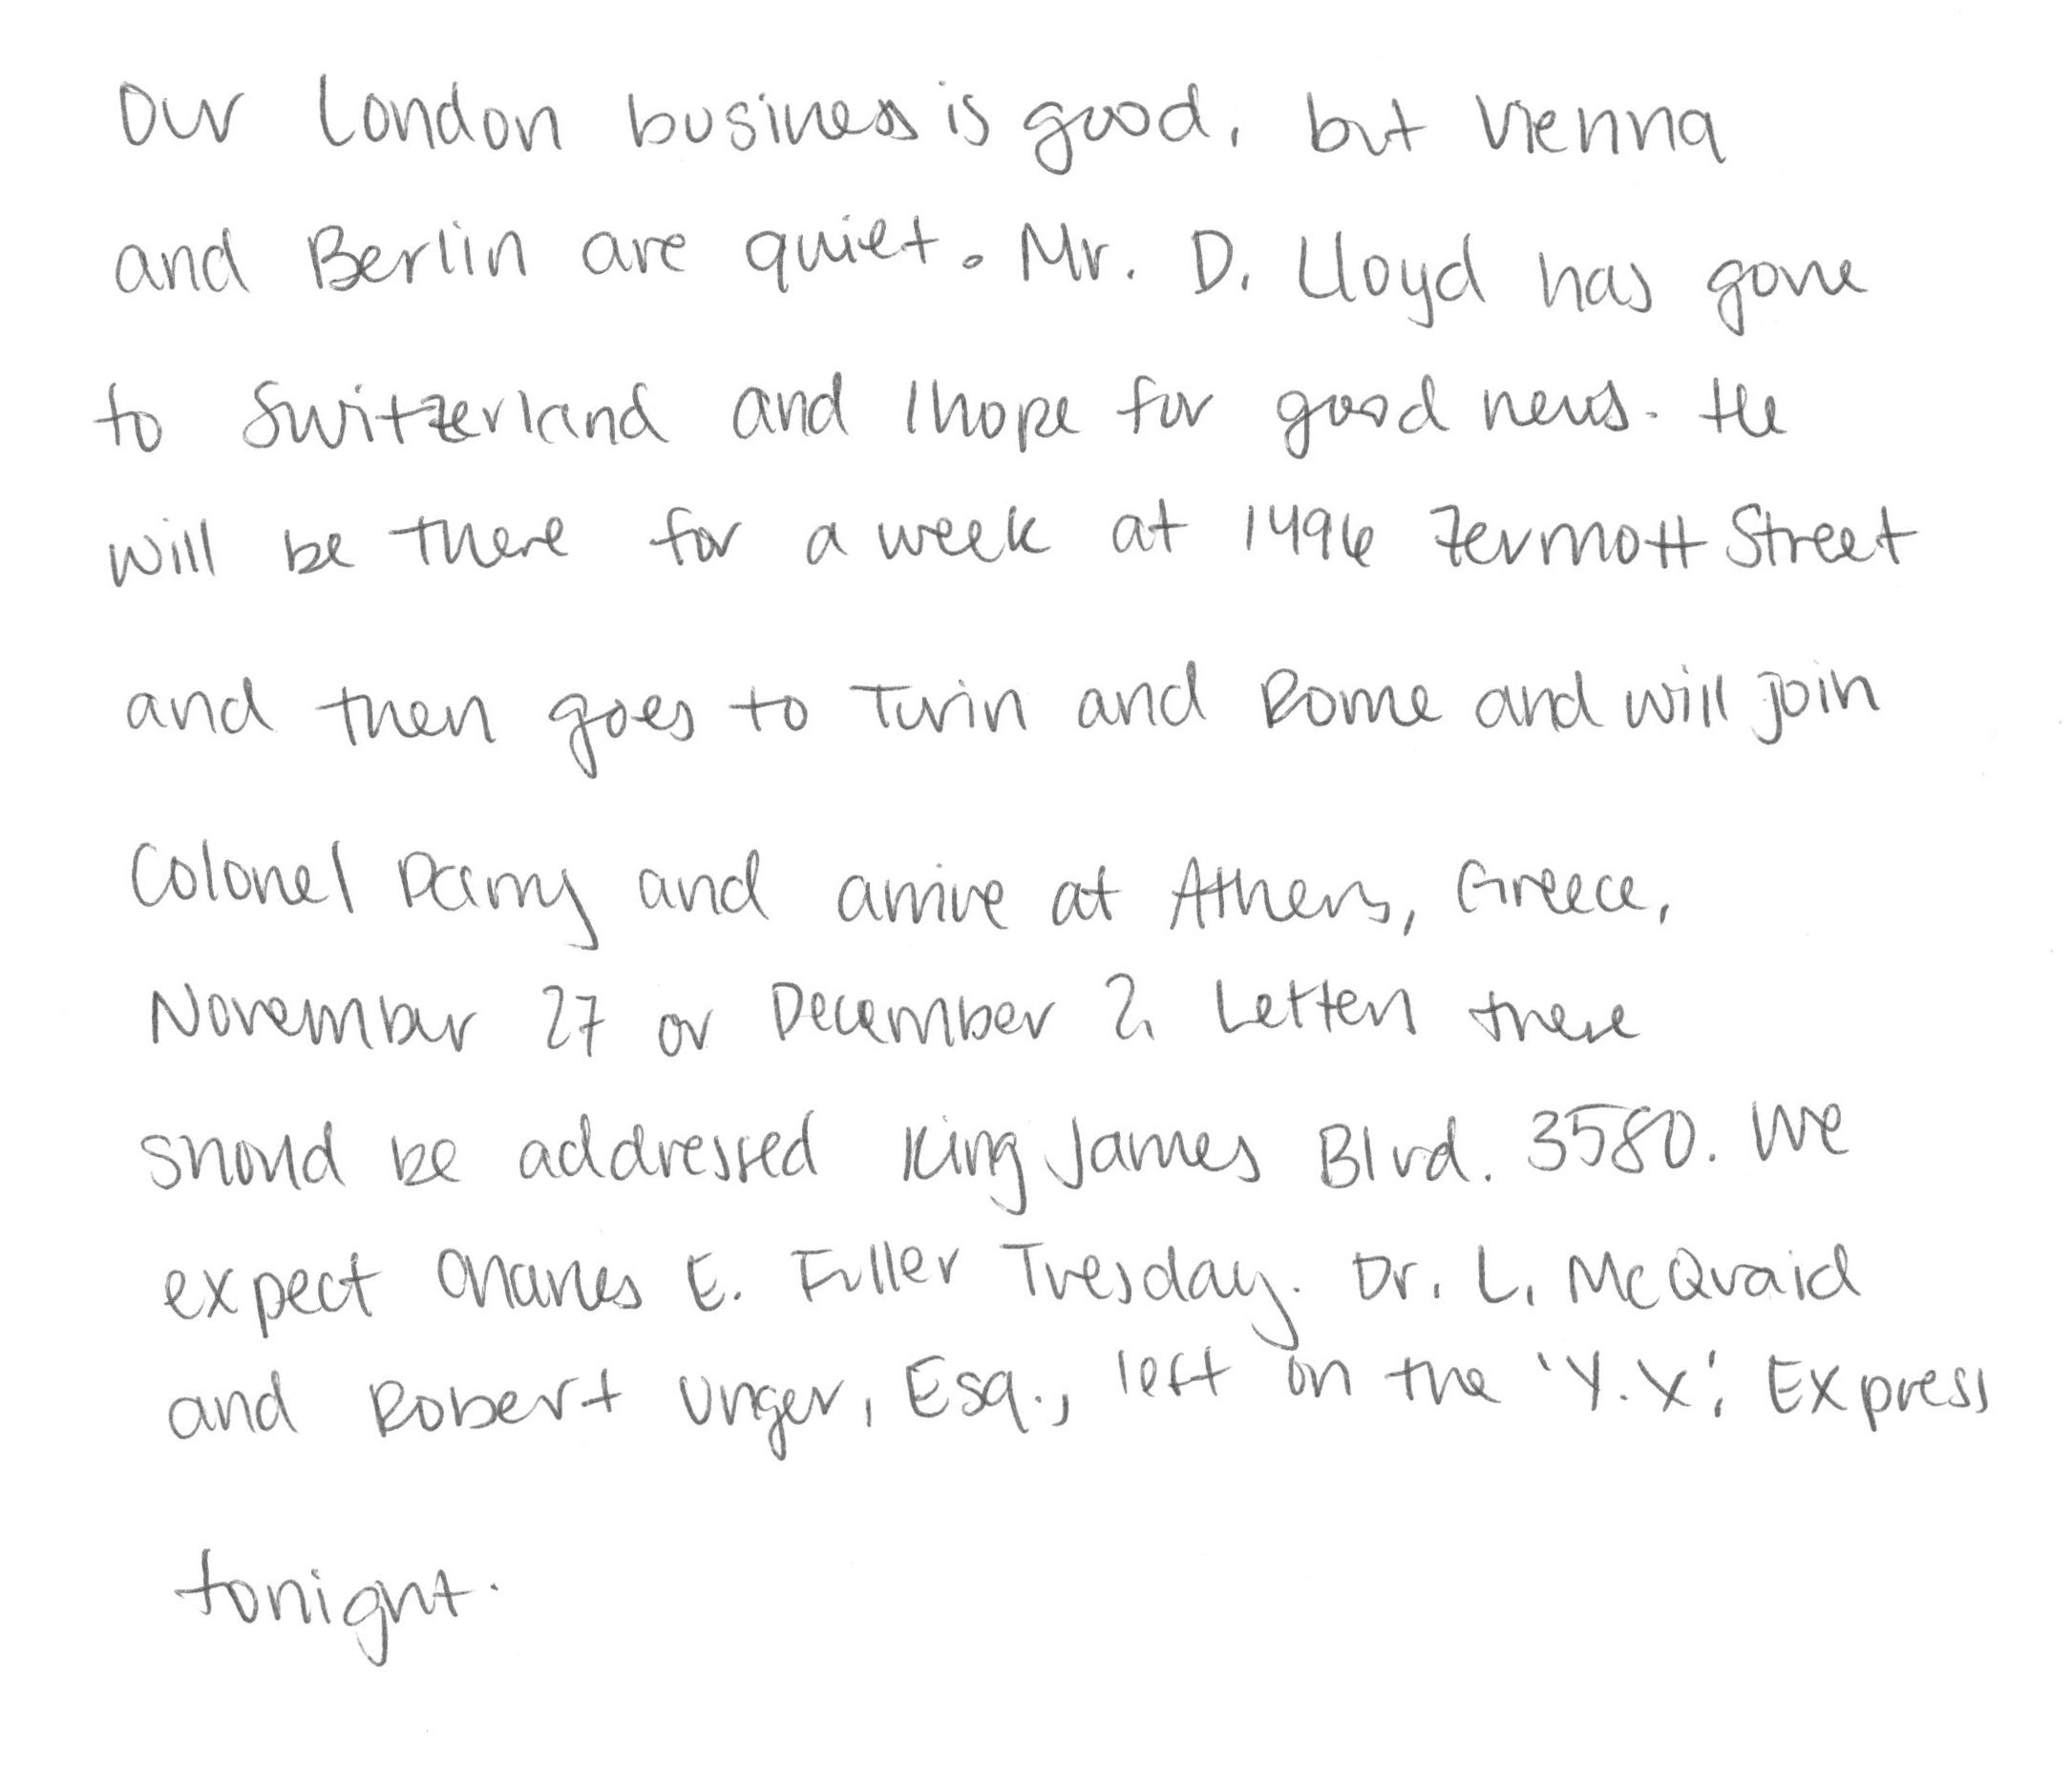 Our London business is good, but Vienna
and Berlin are quiet. Mr. D. Lloyd has gone
to Switzerland and I hope for good news. He
will be there for a week at 1496 Zermott Street
and then goes to Turin and Rome and will join
Colonel Parry and arrive at Athens, Greece,
November 27 or December 2. Letters there
should be addressed King James Blvd. 3580. We
expect Charles E. Fuller Tuesday. Dr. L. McQuaid
and Robert Unger, Esq., left on the 'Y.X', Express
tonight.